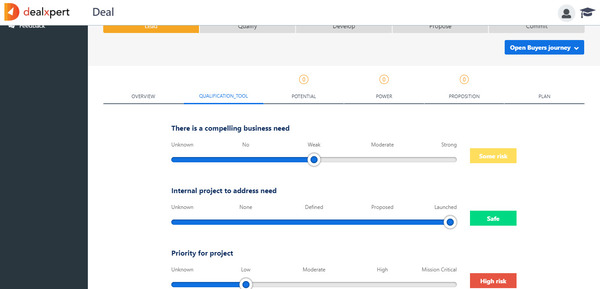 dealxpert
Deal
Feedback
Lead Qualify Develop Propose Commit
Open Buyers journey
0 0 0
OVERVIEW QUALIFICATION_TOOL POTENTIAL POWER PROPOSITION PLAN
There is a compelling business need
Unknown No Weak Moderate Strong
Some risk
Internal project to address need
Unknown None Defined Proposed Launched
Safe
Priority for project
Unknown Low Moderate High Mission Critical
High risk